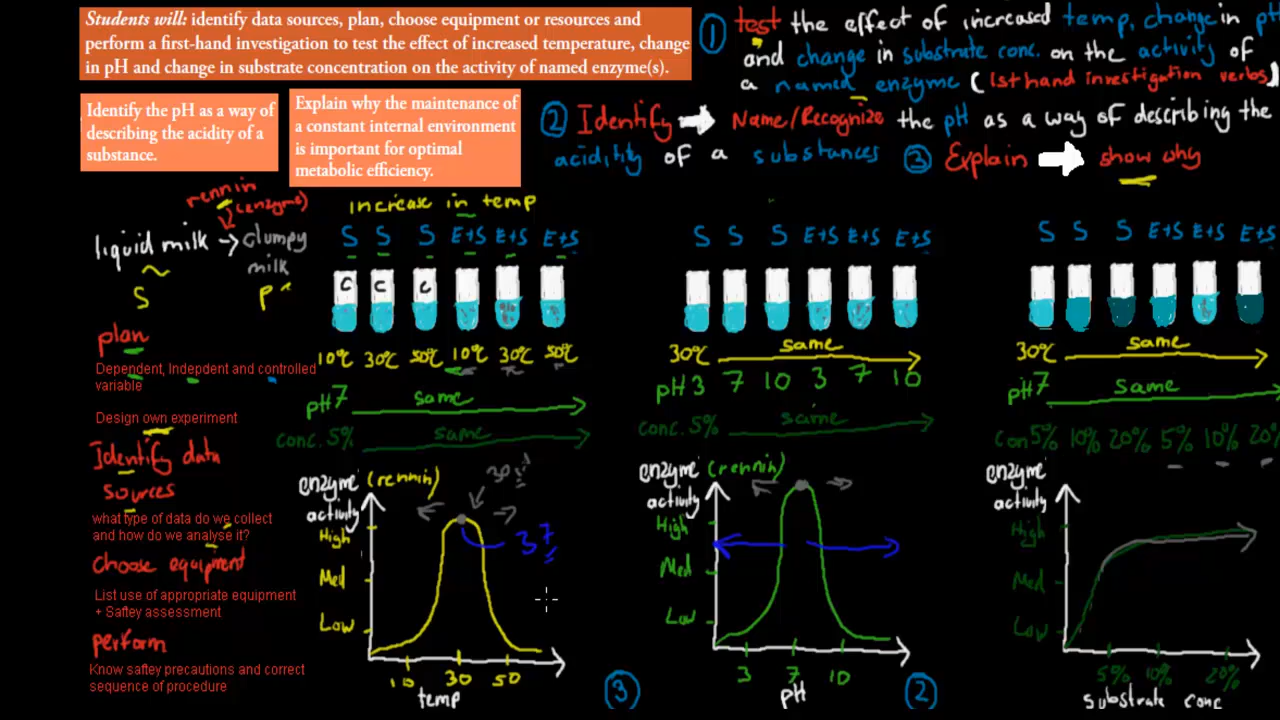 Students will: identify data sources, plan, choose equipment or resources and
perform a first-hand investigation to test the effect of increased temperature, change
in pH and change in substrate concentration on the activity of named enzyme(s).
Identify the pH as a way of
describing the acidity of a
substance.
Explain why the maintenance of
a constant internal environment
is important for optimal
metabolic efficiency.
① test the effect of increased temp, change in pH
and change in substrate conc. on the activity of
a named enzyme (1st hand investigation verbs)
② Identify → Name/Recognize the pH as a way of describing the
acidity of a substances ③ Explain → show why
rennin
(enzyme)
liquid milk → clumpy
milk
S P
plan
Dependent, Indepdent and controlled
variable
Design own experiment
Identify data
sources
what type of data do we collect
and how do we analyse it?
choose equipment
List use of appropriate equipment
+ Saftey assessment
perform
Know saftey precautions and correct
sequence of procedure
increase in temp
S S S E+S E+S E+S
C C C
10°C 30°C 50°C 10°C 30°C 50°C
pH 7 same
conc. 5% same
enzyme (rennin)
activity
High
Med
Low
37
10 30 50
temp
③
S S S E+S E+S E+S
30°C same
pH 3 7 10 3 7 10
conc. 5% same
enzyme (rennin)
activity
High
Med
Low
3 7 10
pH
②
S S S E+S E+S E+S
30°C same
pH 7 same
con 5% 10% 20% 5% 10% 20%
enzyme
activity
High
Med
Low
5% 10% 20%
substrate conc